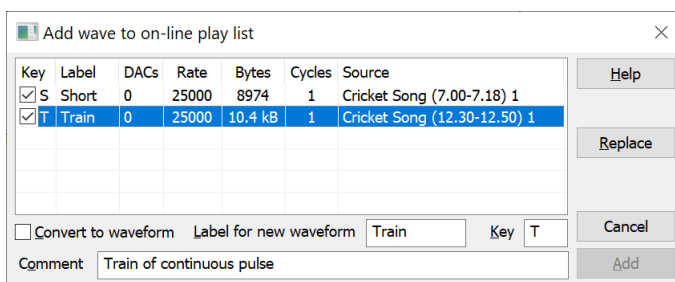 Add wave to on-line play list
Key Label DACs Rate Bytes Cycles Source
S Short 0 25000 8974 1 Cricket Song (7.00-7.18) 1
T Train 0 25000 10.4 kB 1 Cricket Song (12.30-12.50) 1
Help
Replace
Convert to waveform Label for new waveform Train Key T
Cancel
Comment Train of continuous pulse
Add